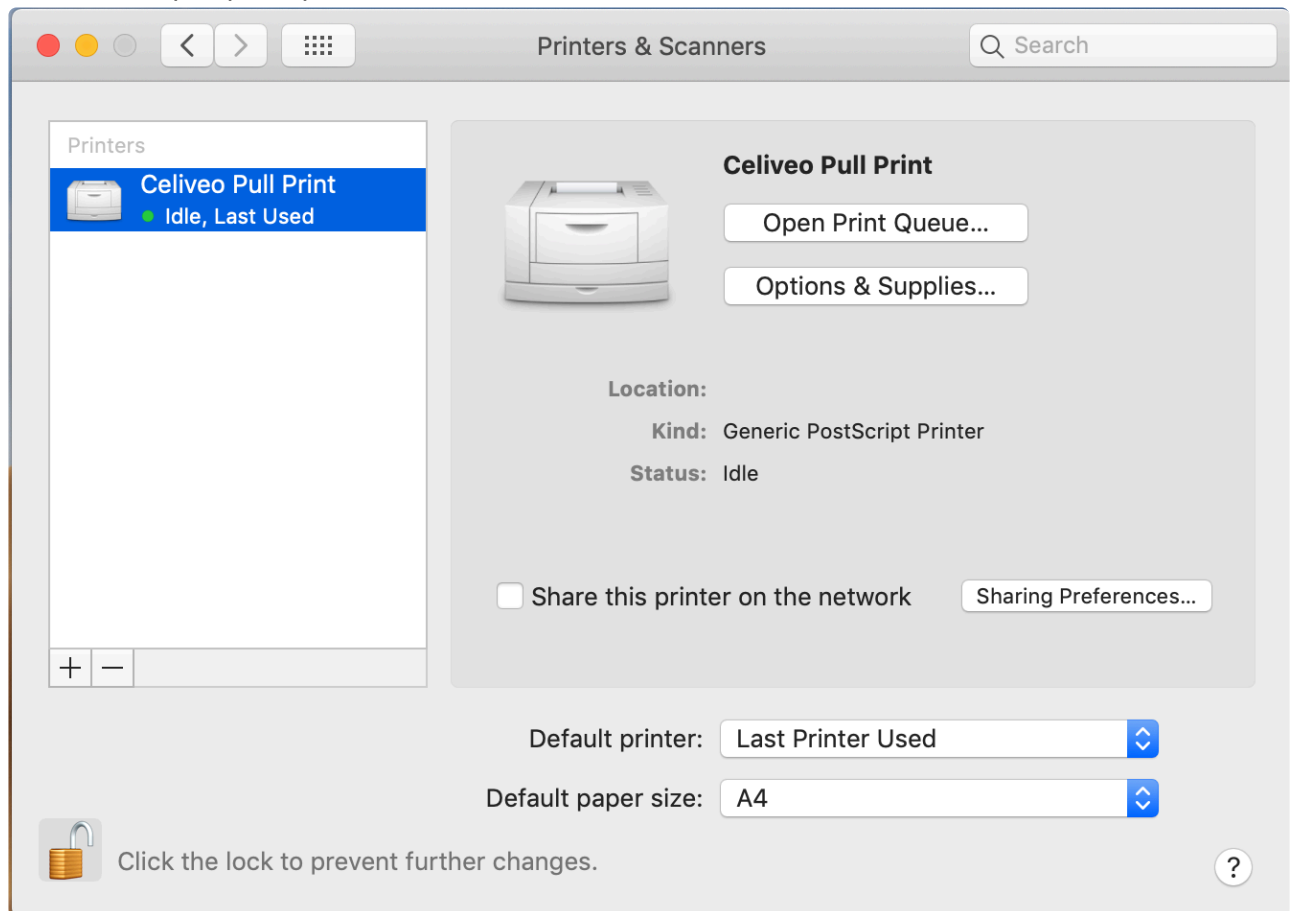 Printers & Scanners
Search
Printers
Celiveo Pull Print
Idle, Last Used
Celiveo Pull Print
Open Print Queue...
Options & Supplies...
Location:
Kind: Generic PostScript Printer
Status: Idle
Share this printer on the network
Sharing Preferences...
Default printer: Last Printer Used
Default paper size: A4
Click the lock to prevent further changes.
?